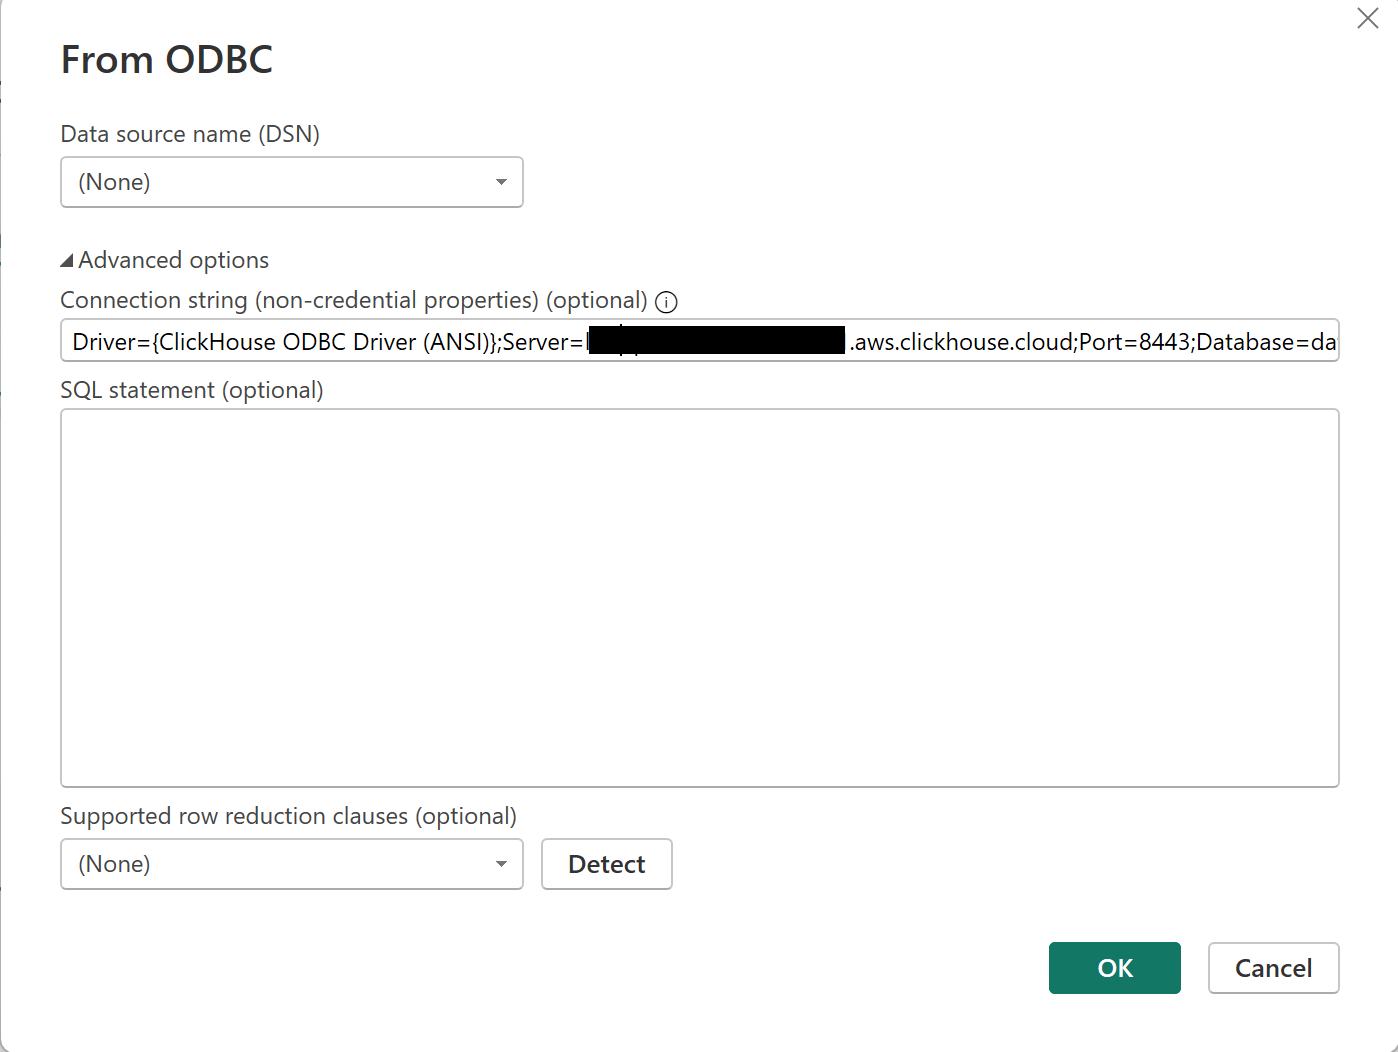 From ODBC
Data source name (DSN)
(None)
Advanced options
Connection string (non-credential properties) (optional)
Driver={ClickHouse ODBC Driver (ANSI)};Server= .aws.clickhouse.cloud;Port=8443;Database=da
SQL statement (optional)
Supported row reduction clauses (optional)
(None)
Detect
OK
Cancel